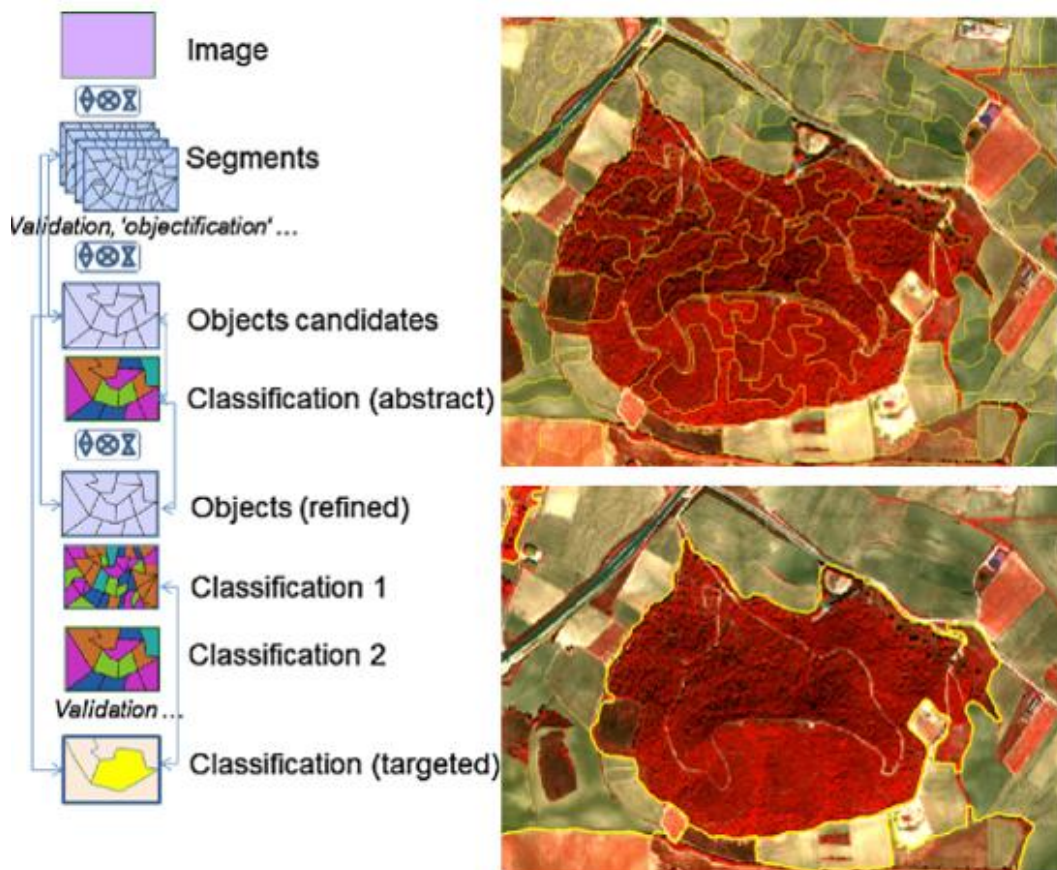 Image
Segments
Validation, 'objectification' ...
Objects candidates
Classification (abstract)
Objects (refined)
Classification 1
Classification 2
Validation ...
Classification (targeted)